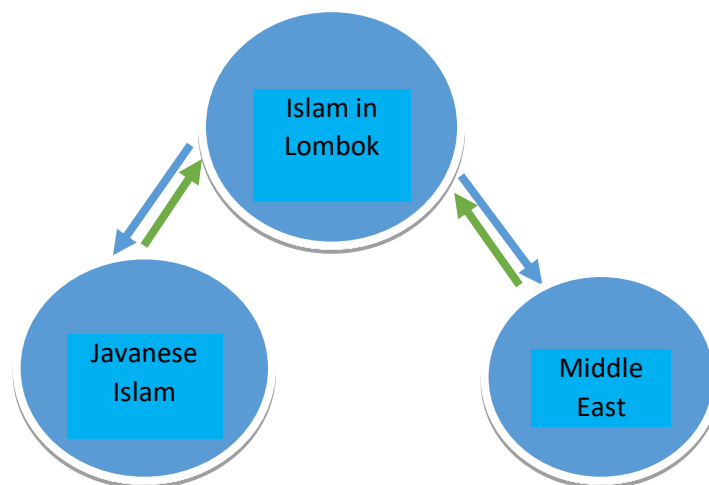 Islam in
Lombok
Javanese
Islam
Middle
East